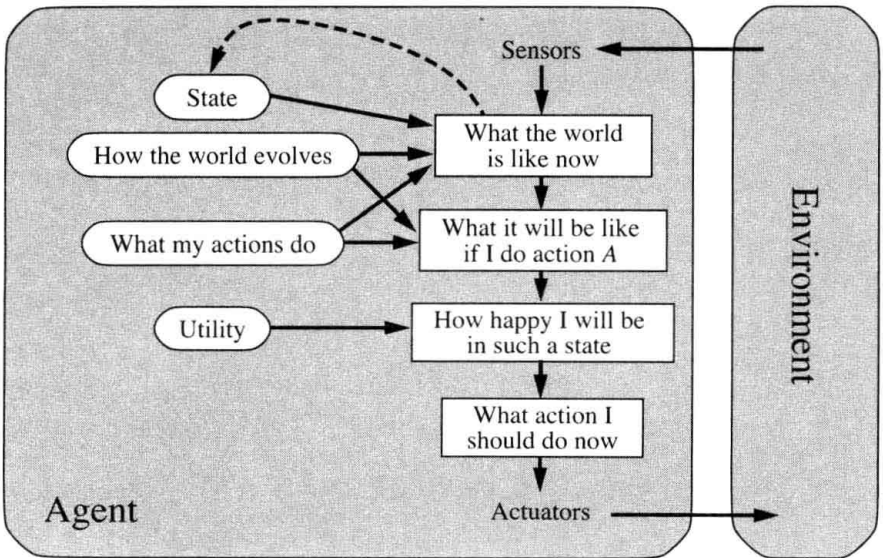 Sensors
State
What the world
is like now
How the world evolves
What it will be like
if I do action A
What my actions do
How happy I will be
in such a state
Utility
What action I
should do now
Actuators
Agent
Environment